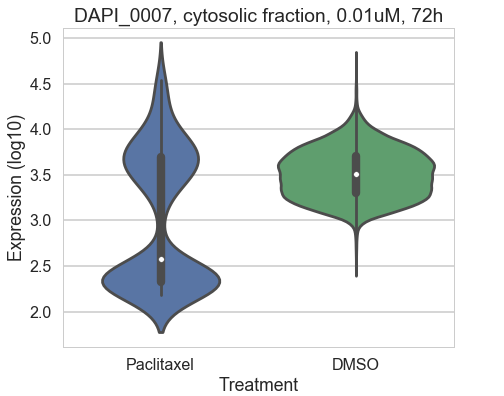 DAPI_0007, cytosolic fraction, 0.01uM, 72h
5.0
4.5
4.0
3.5
3.0
2.5
2.0
Expression (log10)
Paclitaxel DMSO
Treatment